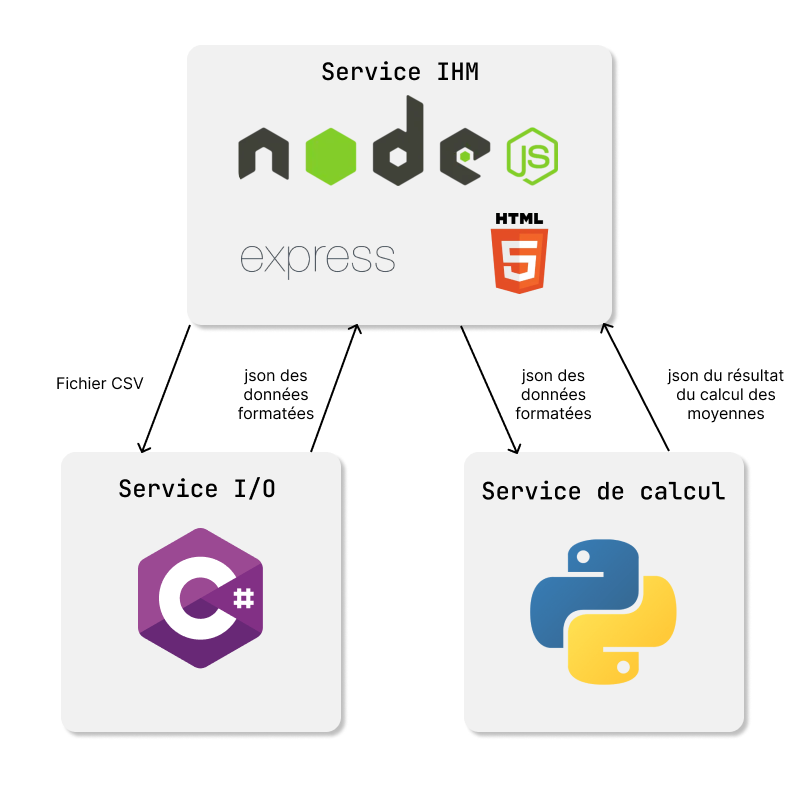 Service IHM
node
JS
express
HTML
5
Fichier CSV
json des
données
formatées
json des
données
formatées
json du résultat
du calcul des
moyennes
Service I/O
C#
Service de calcul